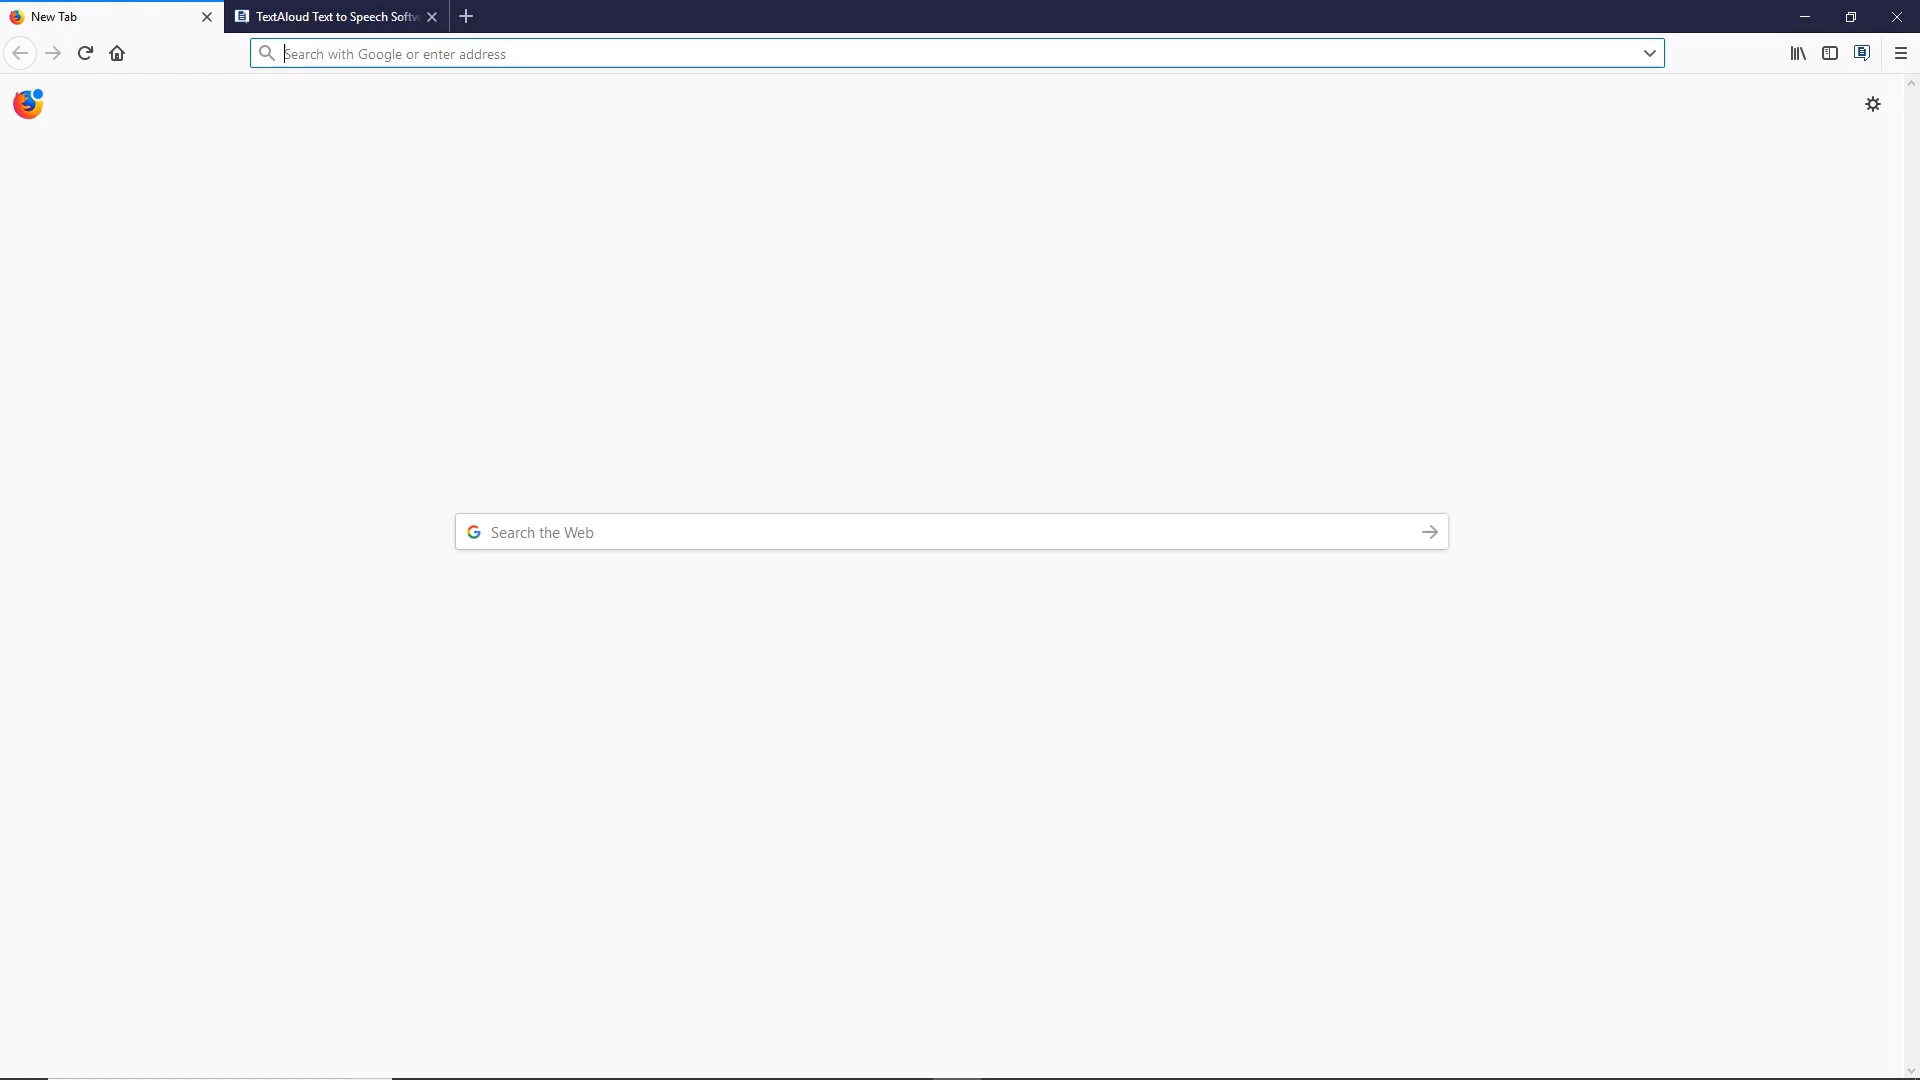 New Tab
TextAloud Text to Speech Softw
Search with Google or enter address
Search the Web